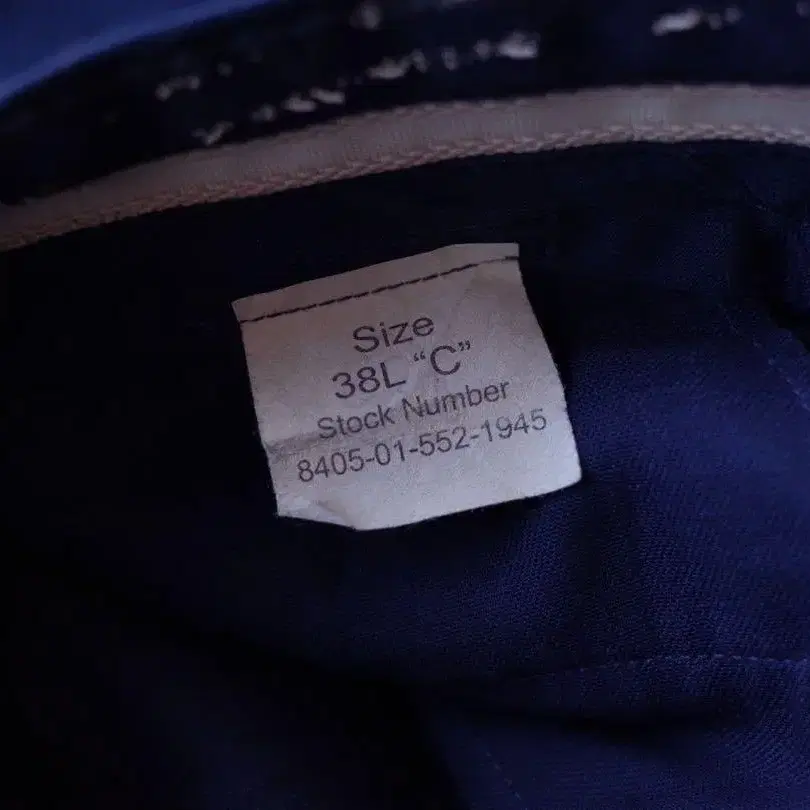 Size
38L “C”
Stock Number
8405-01-552-1945